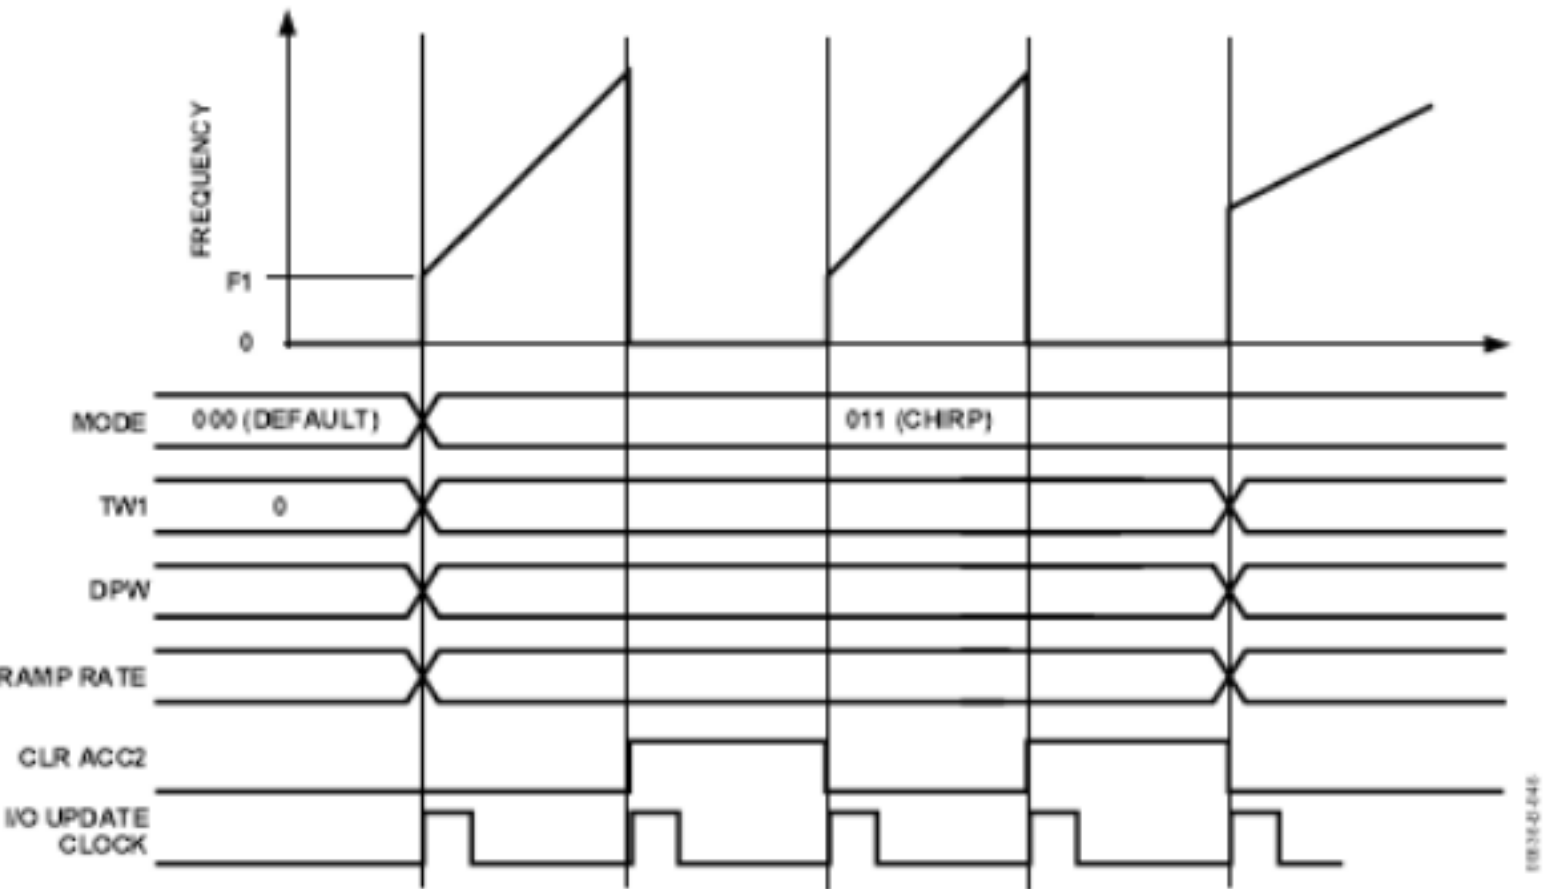 FREQUENCY
F1
0
MODE
000 (DEFAULT)
011 (CHIRP)
TW1
0
DPW
RAMP RATE
CLR ACC2
I/O UPDATE
CLOCK